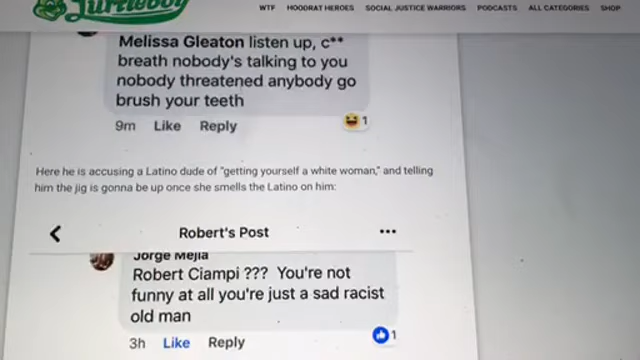 Turtleboy
WTF HOODRAT HEROES SOCIAL JUSTICE WARRIORS PODCASTS ALL CATEGORIES SHOP
Melissa Gleaton listen up, c**
breath nobody's talking to you
nobody threatened anybody go
brush your teeth
9m Like Reply 1
Here he is accusing a Latino dude of "getting yourself a white woman," and telling
him the jig is gonna be up once she smells the Latino on him:
Robert's Post
Jorge Mejia
Robert Ciampi ??? You're not
funny at all you're just a sad racist
old man
3h Like Reply 1